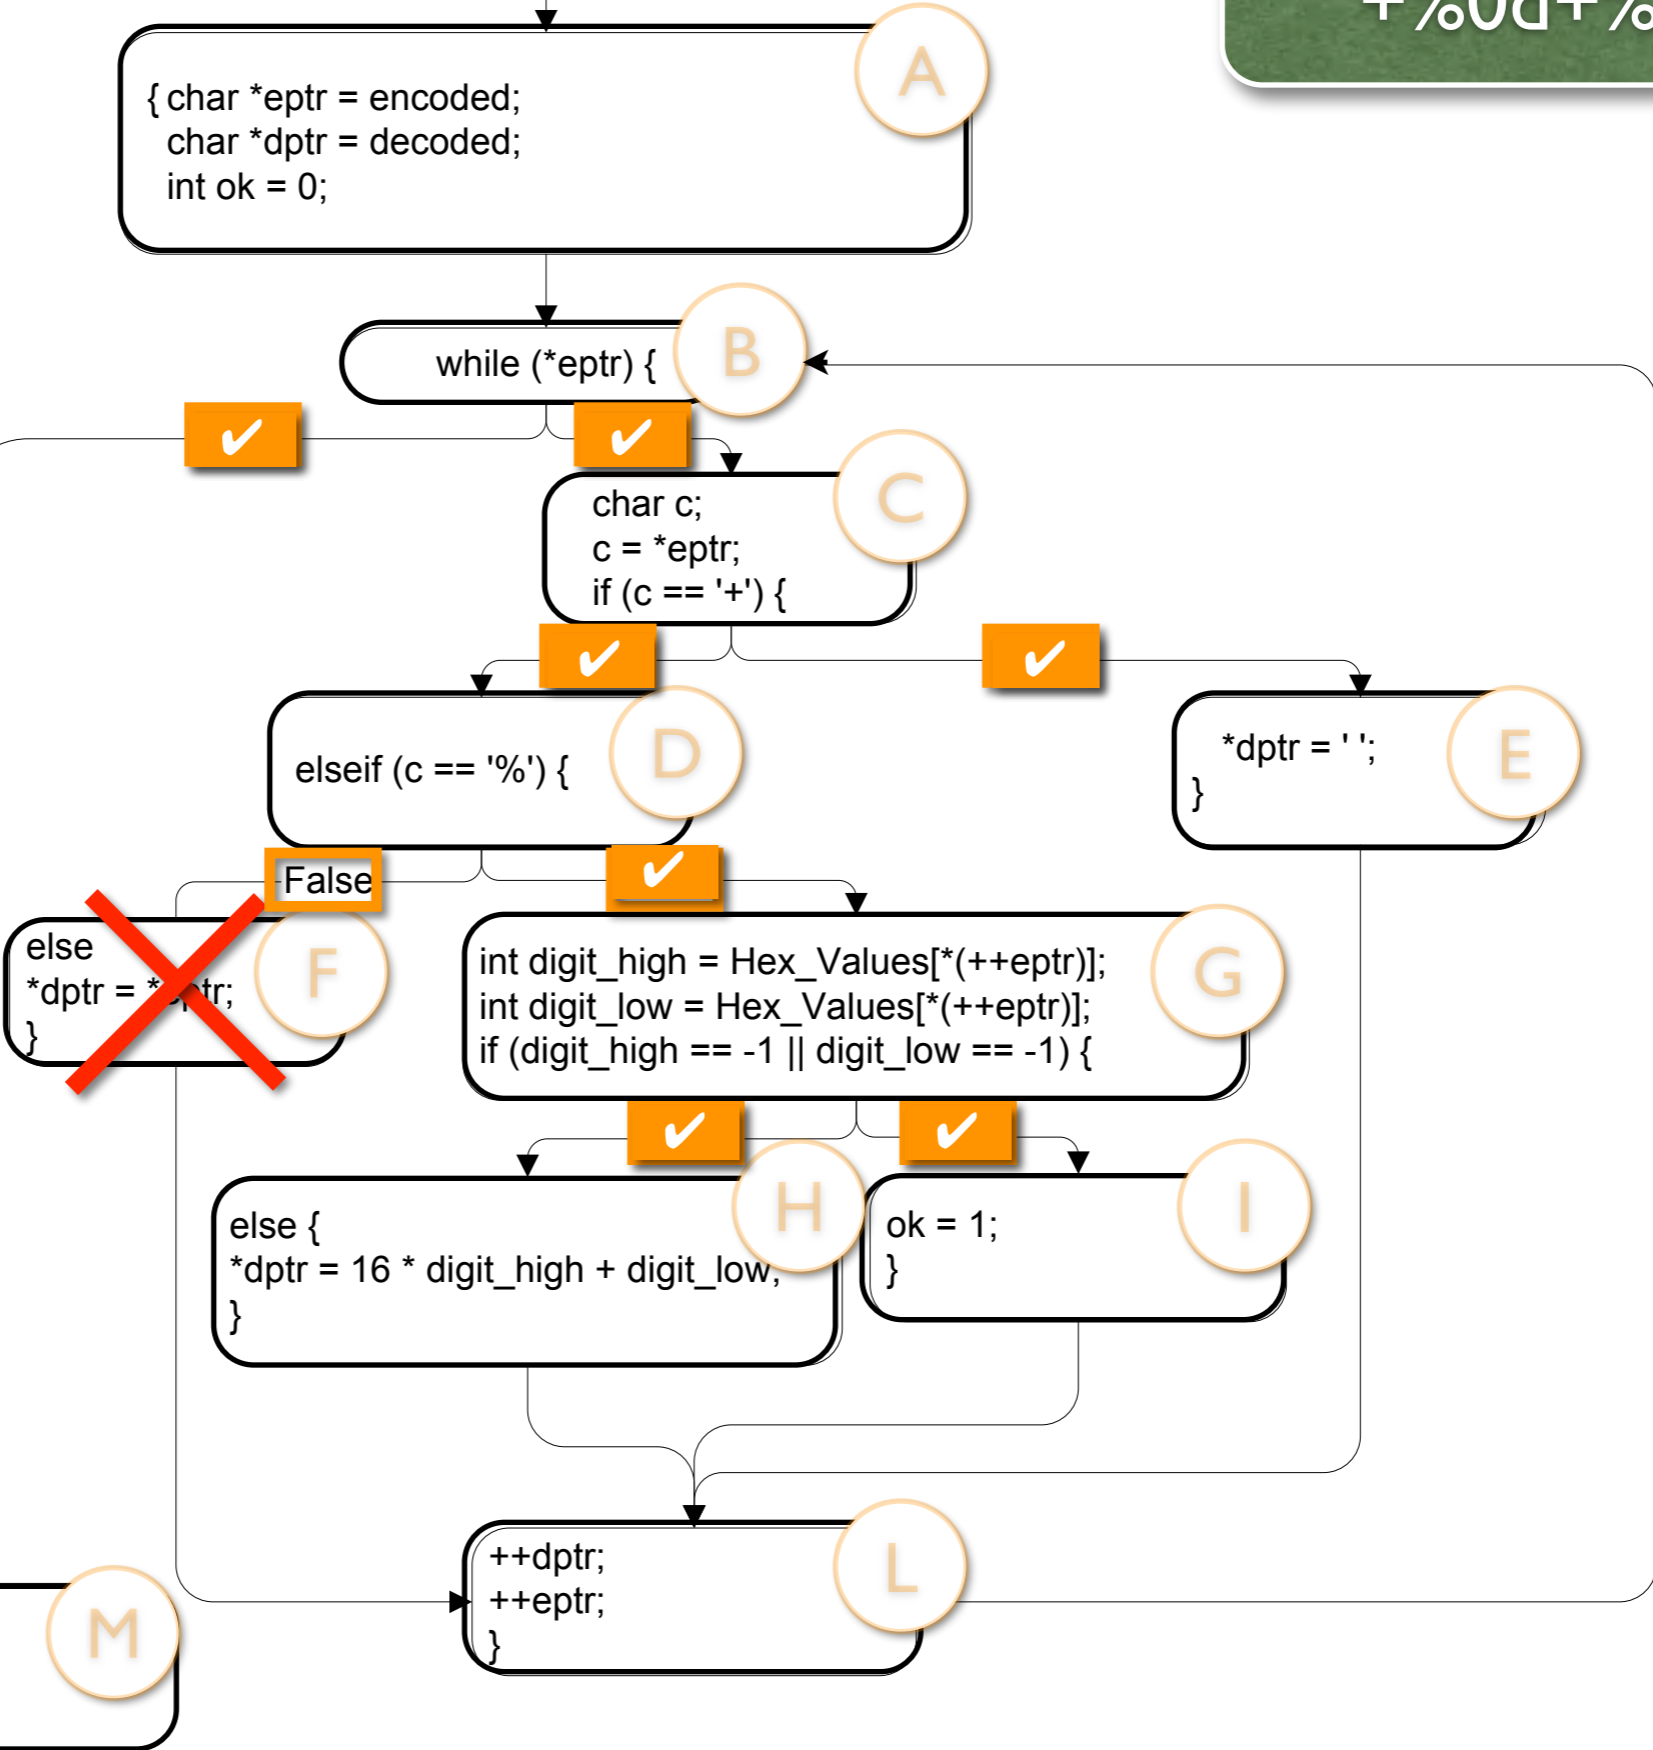 +%0d+%
A
{ char *eptr = encoded;
char *dptr = decoded;
int ok = 0;
B
while (*eptr) {
✔
✔
C
char c;
c = *eptr;
if (c == '+') {
✔
✔
D
elseif (c == '%') {
E
*dptr = ' ';
}
False
✔
F
else
*dptr = *eptr;
}
G
int digit_high = Hex_Values[*(++eptr)];
int digit_low = Hex_Values[*(++eptr)];
if (digit_high == -1 || digit_low == -1) {
✔
✔
H
else {
*dptr = 16 * digit_high + digit_low;
}
I
ok = 1;
}
L
++dptr;
++eptr;
}
M